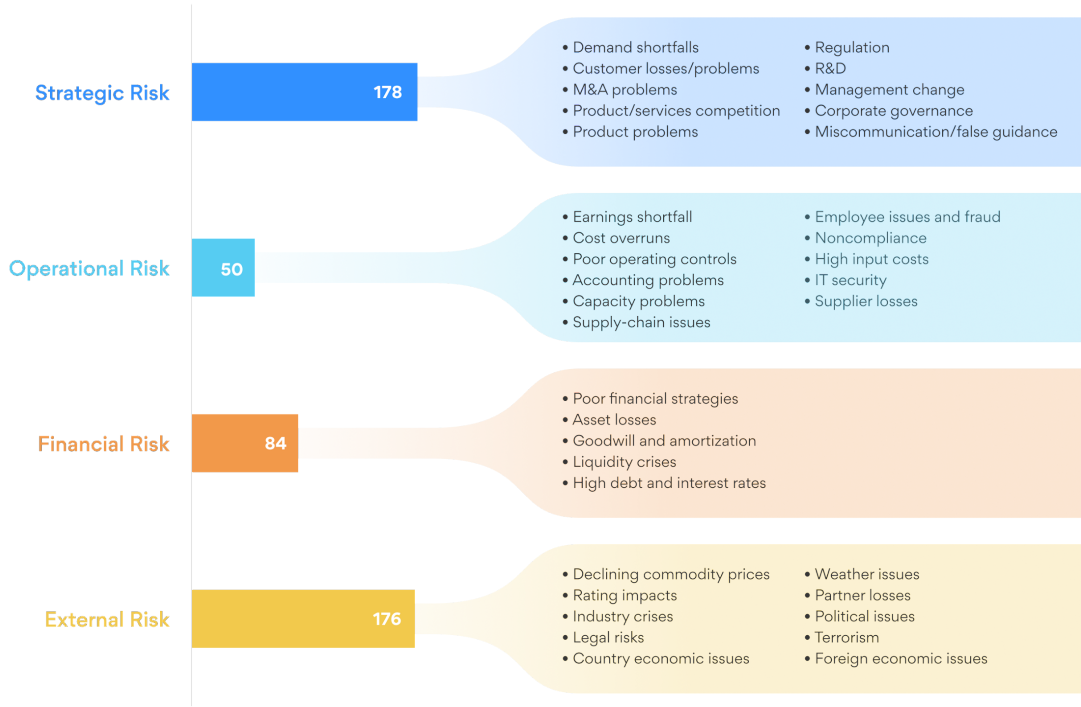 Strategic Risk
178
• Demand shortfalls
• Customer losses/problems
• M&A problems
• Product/services competition
• Product problems
• Regulation
• R&D
• Management change
• Corporate governance
• Miscommunication/false guidance
Operational Risk
50
• Earnings shortfall
• Cost overruns
• Poor operating controls
• Accounting problems
• Capacity problems
• Supply-chain issues
• Employee issues and fraud
• Noncompliance
• High input costs
• IT security
• Supplier losses
Financial Risk
84
• Poor financial strategies
• Asset losses
• Goodwill and amortization
• Liquidity crises
• High debt and interest rates
External Risk
176
• Declining commodity prices
• Rating impacts
• Industry crises
• Legal risks
• Country economic issues
• Weather issues
• Partner losses
• Political issues
• Terrorism
• Foreign economic issues